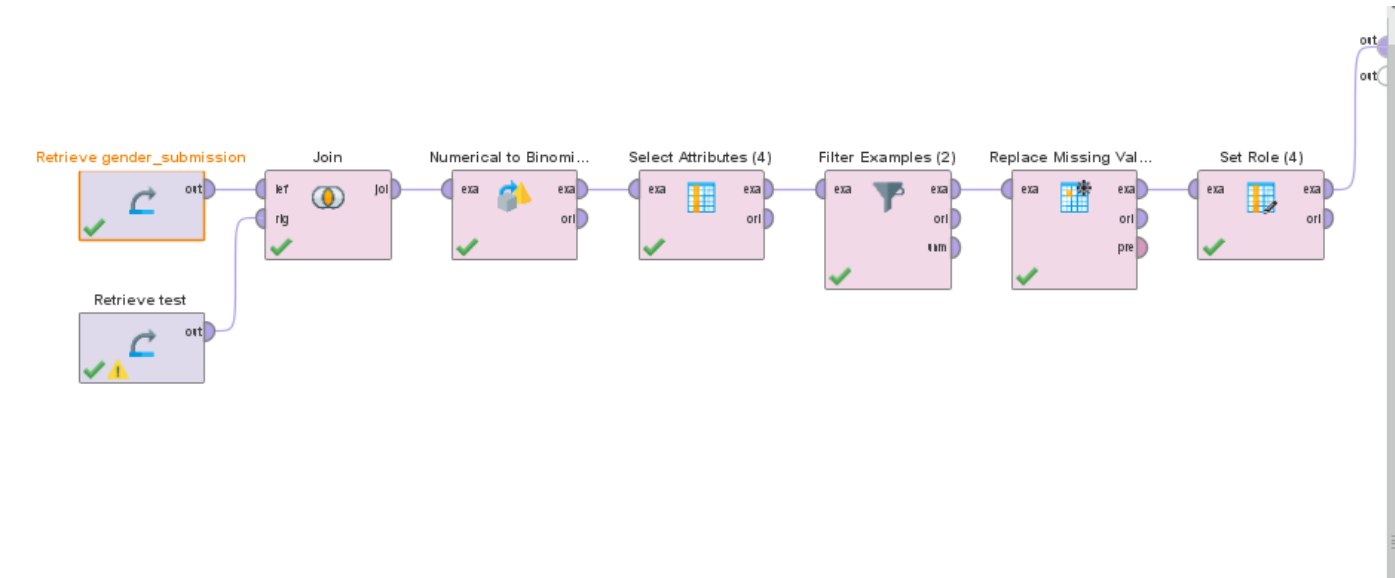 out
out
Retrieve gender_submission
Join
Numerical to Binomi...
Select Attributes (4)
Filter Examples (2)
Replace Missing Val...
Set Role (4)
out
lef
joi
exa
exa
exa
exa
exa
exa
exa
exa
exa
exa
rig
ori
ori
ori
ori
ori
unm
pre
Retrieve test
out